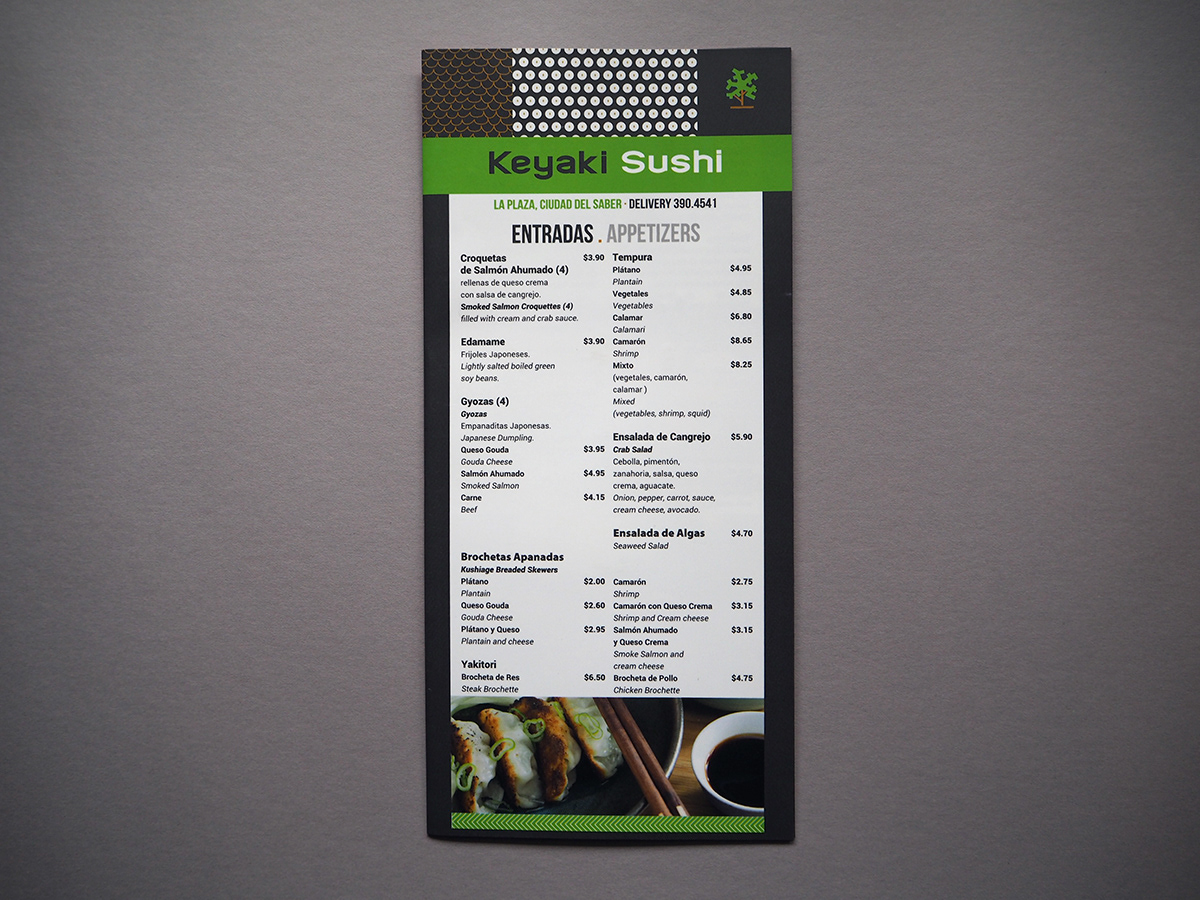 Keyaki Sushi
LA PLAZA, CIUDAD DEL SABER · DELIVERY 390.4541
ENTRADAS . APPETIZERS
Croquetas $3.90
de Salmón Ahumado (4)
rellenas de queso crema
con salsa de cangrejo.
Smoked Salmon Croquettes (4)
filled with cream and crab sauce.
Edamame $3.90
Frijoles Japoneses.
Lightly salted boiled green
soy beans.
Gyozas (4)
Gyozas
Empanaditas Japonesas.
Japanese Dumpling.
Queso Gouda $3.95
Gouda Cheese
Salmón Ahumado $4.95
Smoked Salmon
Carne $4.15
Beef
Tempura
Plátano $4.95
Plantain
Vegetales $4.85
Vegetables
Calamar $6.80
Calamari
Camarón $8.65
Shrimp
Mixto $8.25
(vegetales, camarón,
calamar )
Mixed
(vegetables, shrimp, squid)
Ensalada de Cangrejo $5.90
Crab Salad
Cebolla, pimentón,
zanahoria, salsa, queso
crema, aguacate.
Onion, pepper, carrot, sauce,
cream cheese, avocado.
Ensalada de Algas $4.70
Seaweed Salad
Brochetas Apanadas
Kushiage Breaded Skewers
Plátano $2.00
Plantain
Queso Gouda $2.60
Gouda Cheese
Plátano y Queso $2.95
Plantain and cheese
Camarón $2.75
Shrimp
Camarón con Queso Crema $3.15
Shrimp and Cream cheese
Salmón Ahumado $3.15
y Queso Crema
Smoke Salmon and
cream cheese
Yakitori
Brocheta de Res $6.50
Steak Brochette
Brocheta de Pollo $4.75
Chicken Brochette